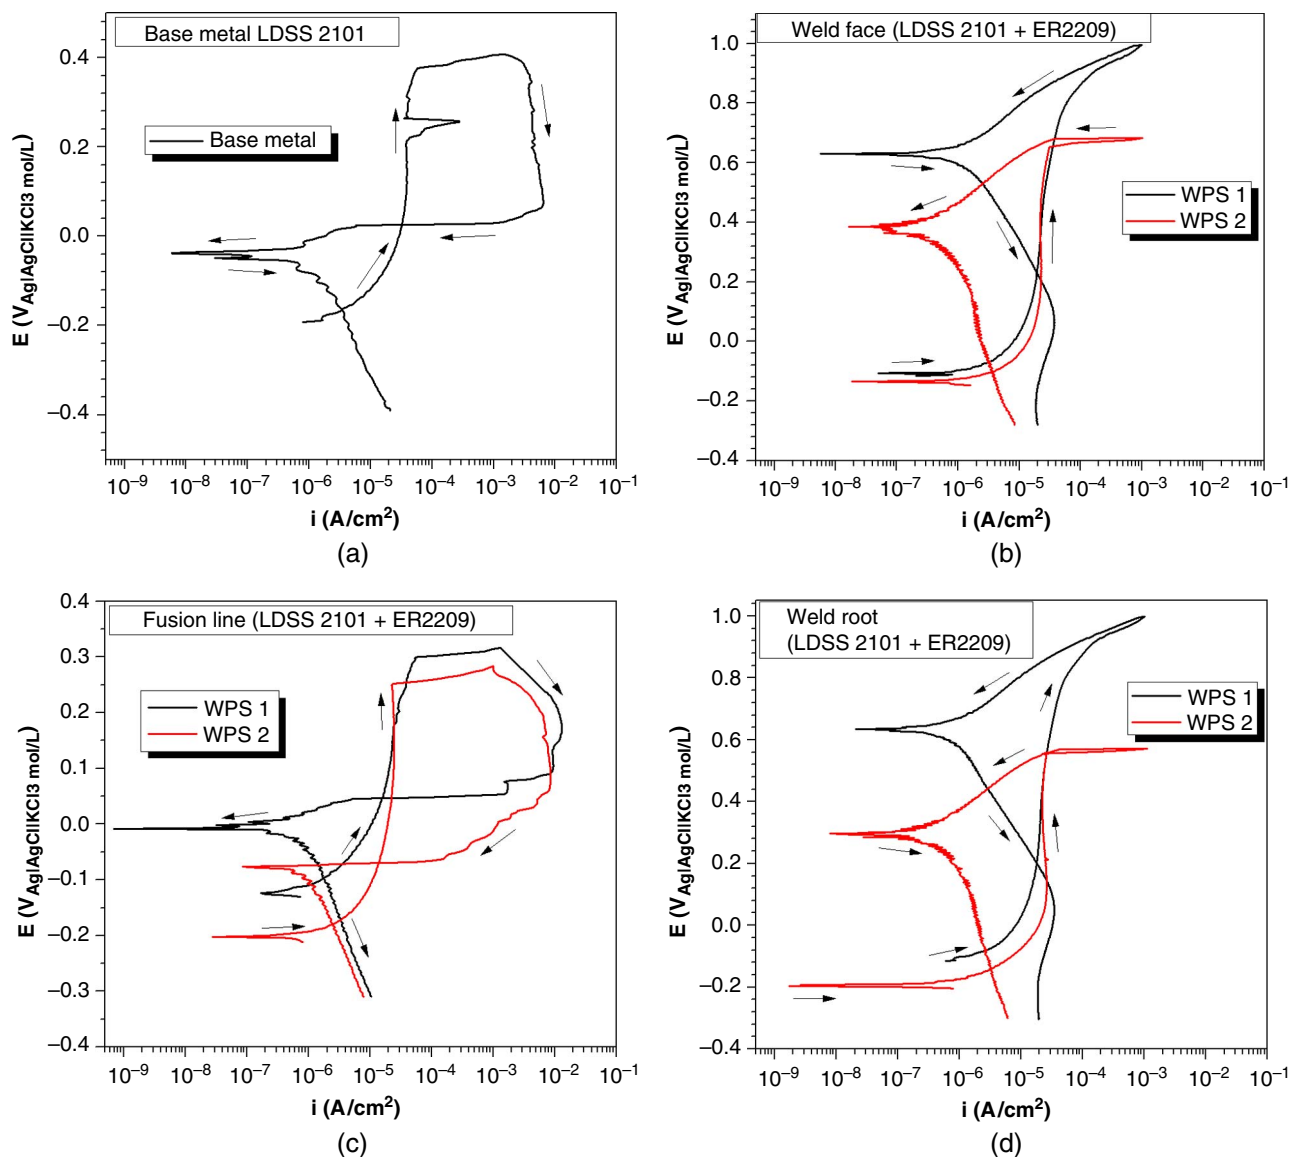 Base metal LDSS 2101
Base metal
E (V_Ag|AgCl|KCl3 mol/L)
0.4
0.2
0.0
–0.2
–0.4
10^–9 10^–8 10^–7 10^–6 10^–5 10^–4 10^–3 10^–2 10^–1
i (A/cm²)
(a)
Weld face (LDSS 2101 + ER2209)
WPS 1
WPS 2
E (V_Ag|AgCl|KCl3 mol/L)
1.0
0.8
0.6
0.4
0.2
0.0
–0.2
–0.4
10^–9 10^–8 10^–7 10^–6 10^–5 10^–4 10^–3 10^–2 10^–1
i (A/cm²)
(b)
Fusion line (LDSS 2101 + ER2209)
WPS 1
WPS 2
E (V_Ag|AgCl|KCl3 mol/L)
0.4
0.3
0.2
0.1
0.0
–0.1
–0.2
–0.3
–0.4
10^–9 10^–8 10^–7 10^–6 10^–5 10^–4 10^–3 10^–2 10^–1
i (A/cm²)
(c)
Weld root
(LDSS 2101 + ER2209)
WPS 1
WPS 2
E (V_Ag|AgCl|KCl3 mol/L)
1.0
0.8
0.6
0.4
0.2
0.0
–0.2
–0.4
10^–9 10^–8 10^–7 10^–6 10^–5 10^–4 10^–3 10^–2 10^–1
i (A/cm²)
(d)